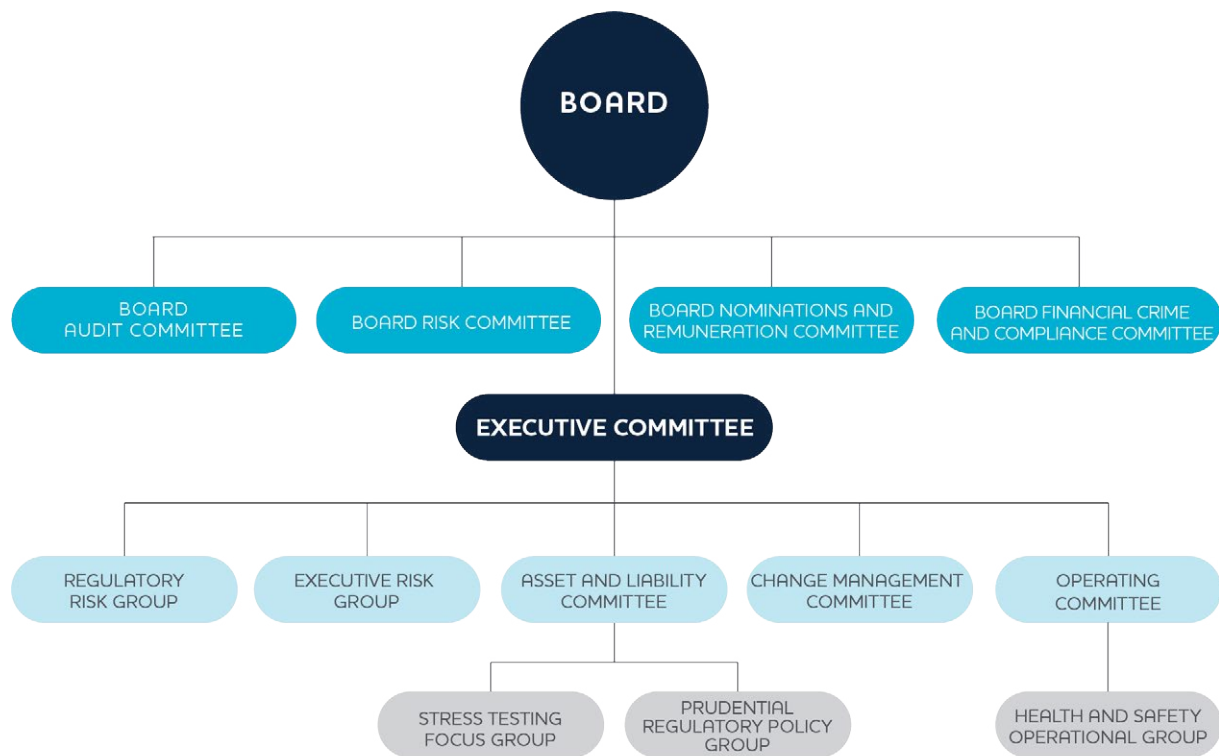 BOARD
BOARD
AUDIT COMMITTEE
BOARD RISK COMMITTEE
BOARD NOMINATIONS AND
REMUNERATION COMMITTEE
BOARD FINANCIAL CRIME
AND COMPLIANCE COMMITTEE
EXECUTIVE COMMITTEE
REGULATORY
RISK GROUP
EXECUTIVE RISK
GROUP
ASSET AND LIABILITY
COMMITTEE
CHANGE MANAGEMENT
COMMITTEE
OPERATING
COMMITTEE
STRESS TESTING
FOCUS GROUP
PRUDENTIAL
REGULATORY POLICY
GROUP
HEALTH AND SAFETY
OPERATIONAL GROUP